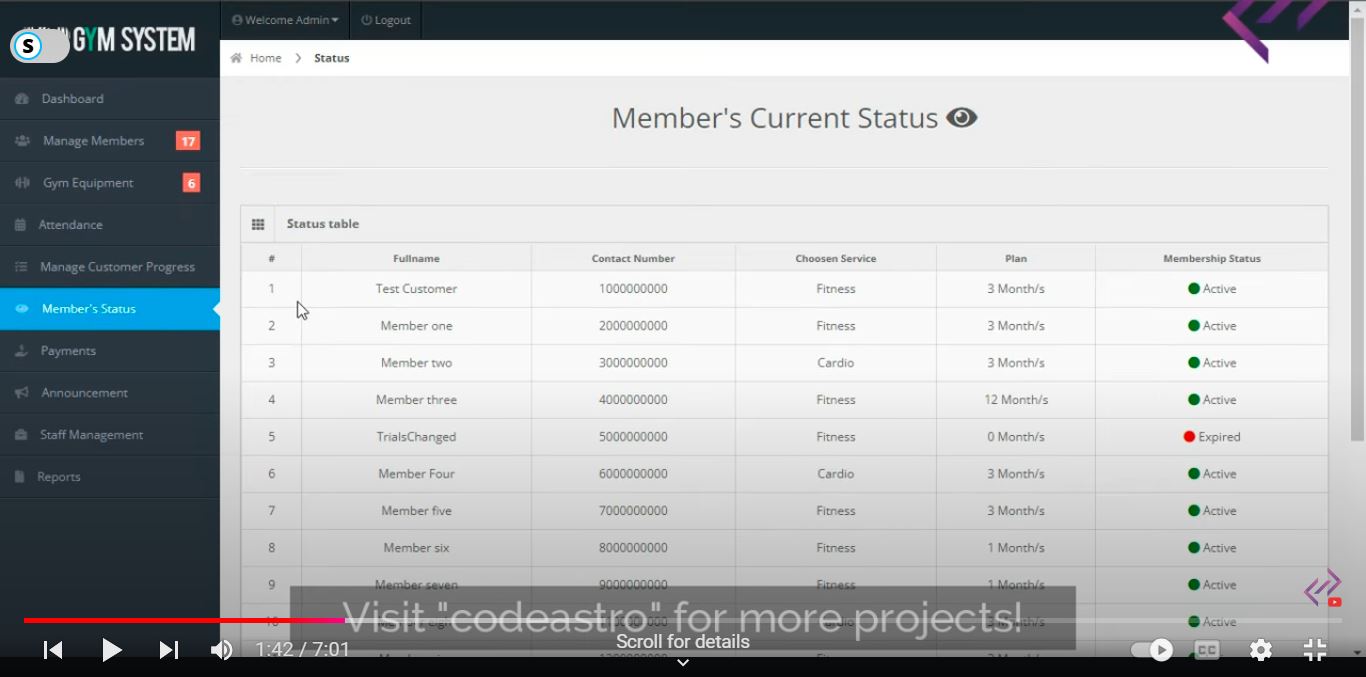 Welcome Admin Logout
S GYM SYSTEM
Home > Status
Dashboard
Manage Members 17
Gym Equipment 6
Attendance
Manage Customer Progress
Member's Status
Payments
Announcement
Staff Management
Reports
Member's Current Status
Status table
# Fullname Contact Number Choosen Service Plan Membership Status
1 Test Customer 1000000000 Fitness 3 Month/s Active
2 Member one 2000000000 Fitness 3 Month/s Active
3 Member two 3000000000 Cardio 3 Month/s Active
4 Member three 4000000000 Fitness 12 Month/s Active
5 TrialsChanged 5000000000 Fitness 0 Month/s Expired
6 Member Four 6000000000 Cardio 3 Month/s Active
7 Member five 7000000000 Fitness 3 Month/s Active
8 Member six 8000000000 Fitness 1 Month/s Active
9 Member seven 9000000000 Fitness 1 Month/s Active
10 Active
Visit "codeastro" for more projects!
Scroll for details
1:42 / 7:01
CC